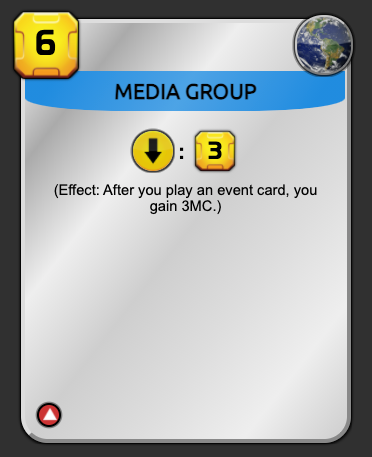 6
MEDIA GROUP
: 3
(Effect: After you play an event card, you
gain 3MC.)